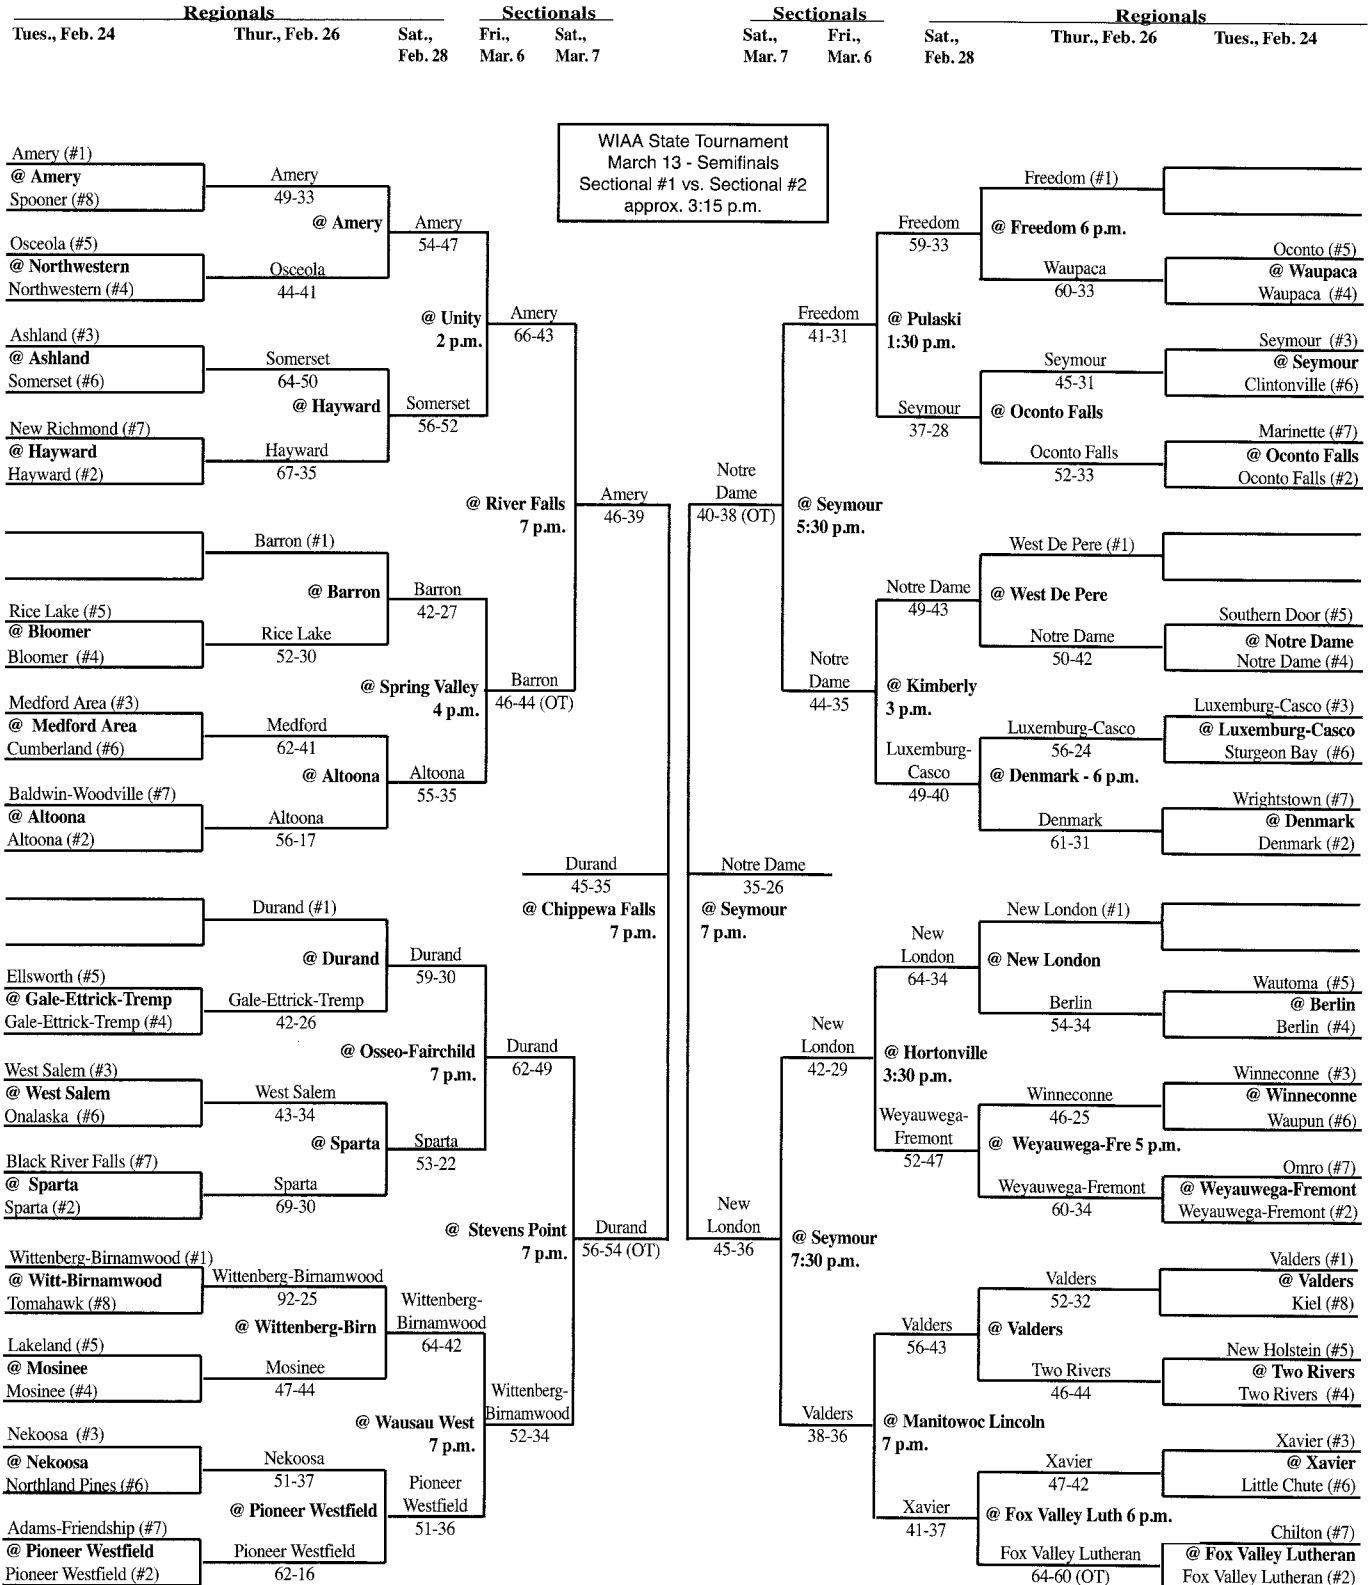 Regionals
Sectionals
Sectionals
Regionals
Tues., Feb. 24
Thur., Feb. 26
Sat.,
Feb. 28
Fri.,
Mar. 6
Sat.,
Mar. 7
Sat.,
Mar. 7
Fri.,
Mar. 6
Sat.,
Feb. 28
Thur., Feb. 26
Tues., Feb. 24
WIAA State Tournament
March 13 - Semifinals
Sectional #1 vs. Sectional #2
approx. 3:15 p.m.
Amery (#1)
@ Amery
Spooner (#8)
Osceola (#5)
@ Northwestern
Northwestern (#4)
Ashland (#3)
@ Ashland
Somerset (#6)
New Richmond (#7)
@ Hayward
Hayward (#2)
Rice Lake (#5)
@ Bloomer
Bloomer (#4)
Medford Area (#3)
@ Medford Area
Cumberland (#6)
Baldwin-Woodville (#7)
@ Altoona
Altoona (#2)
Ellsworth (#5)
@ Gale-Ettrick-Tremp
Gale-Ettrick-Tremp (#4)
West Salem (#3)
@ West Salem
Onalaska (#6)
Black River Falls (#7)
@ Sparta
Sparta (#2)
Wittenberg-Birnamwood (#1)
@ Witt-Birnamwood
Tomahawk (#8)
Lakeland (#5)
@ Mosinee
Mosinee (#4)
Nekoosa (#3)
@ Nekoosa
Northland Pines (#6)
Adams-Friendship (#7)
@ Pioneer Westfield
Pioneer Westfield (#2)
Amery
49-33
@ Amery
Osceola
44-41
Somerset
64-50
@ Hayward
Hayward
67-35
Barron (#1)
@ Barron
Rice Lake
52-30
Medford
62-41
@ Altoona
Altoona
56-17
Durand (#1)
@ Durand
Gale-Ettrick-Tremp
42-26
West Salem
43-34
@ Sparta
Sparta
69-30
Wittenberg-Birnamwood
92-25
@ Wittenberg-Birn
Mosinee
47-44
Nekoosa
51-37
@ Pioneer Westfield
Pioneer Westfield
62-16
Amery
54-47
@ Unity
2 p.m.
Somerset
56-52
Barron
42-27
@ Spring Valley
4 p.m.
Altoona
55-35
Durand
59-30
@ Osseo-Fairchild
7 p.m.
Sparta
53-22
Wittenberg-
Birnamwood
64-42
@ Wausau West
7 p.m.
Pioneer
Westfield
51-36
Amery
66-43
@ River Falls
7 p.m.
Barron
46-44 (OT)
Durand
62-49
@ Stevens Point
7 p.m.
Wittenberg-
Birnamwood
52-34
Amery
46-39
Durand
45-35
@ Chippewa Falls
7 p.m.
Durand
56-54 (OT)
Notre
Dame
40-38 (OT)
Notre Dame
35-26
@ Seymour
7 p.m.
New
London
45-36
Freedom
41-31
@ Seymour
5:30 p.m.
Notre
Dame
44-35
New
London
42-29
@ Seymour
7:30 p.m.
Valders
38-36
Freedom
59-33
@ Pulaski
1:30 p.m.
Seymour
37-28
Notre Dame
49-43
@ Kimberly
3 p.m.
Luxemburg-
Casco
49-40
New
London
64-34
@ Hortonville
3:30 p.m.
Weyauwega-
Fremont
52-47
Valders
56-43
@ Manitowoc Lincoln
7 p.m.
Xavier
41-37
Freedom (#1)
@ Freedom 6 p.m.
Waupaca
60-33
Seymour
45-31
@ Oconto Falls
Oconto Falls
52-33
West De Pere (#1)
@ West De Pere
Notre Dame
50-42
Luxemburg-Casco
56-24
@ Denmark - 6 p.m.
Denmark
61-31
New London (#1)
@ New London
Berlin
54-34
Winneconne
46-25
@ Weyauwega-Fre 5 p.m.
Weyauwega-Fremont
60-34
Valders
52-32
@ Valders
Two Rivers
46-44
Xavier
47-42
@ Fox Valley Luth 6 p.m.
Fox Valley Lutheran
64-60 (OT)
Oconto (#5)
@ Waupaca
Waupaca (#4)
Seymour (#3)
@ Seymour
Clintonville (#6)
Marinette (#7)
@ Oconto Falls
Oconto Falls (#2)
Southern Door (#5)
@ Notre Dame
Notre Dame (#4)
Luxemburg-Casco (#3)
@ Luxemburg-Casco
Sturgeon Bay (#6)
Wrightstown (#7)
@ Denmark
Denmark (#2)
Wautoma (#5)
@ Berlin
Berlin (#4)
Winneconne (#3)
@ Winneconne
Waupun (#6)
Omro (#7)
@ Weyauwega-Fremont
Weyauwega-Fremont (#2)
Valders (#1)
@ Valders
Kiel (#8)
New Holstein (#5)
@ Two Rivers
Two Rivers (#4)
Xavier (#3)
@ Xavier
Little Chute (#6)
Chilton (#7)
@ Fox Valley Lutheran
Fox Valley Lutheran (#2)